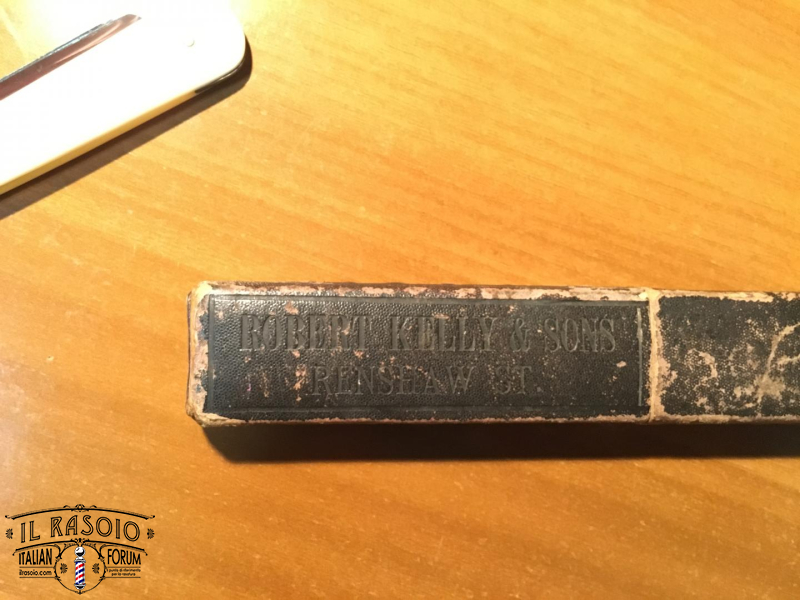 ROBERT KELLY & SONS
RENSHAW ST.
IL RASOIO
ITALIAN FORUM
ilrasoio.com